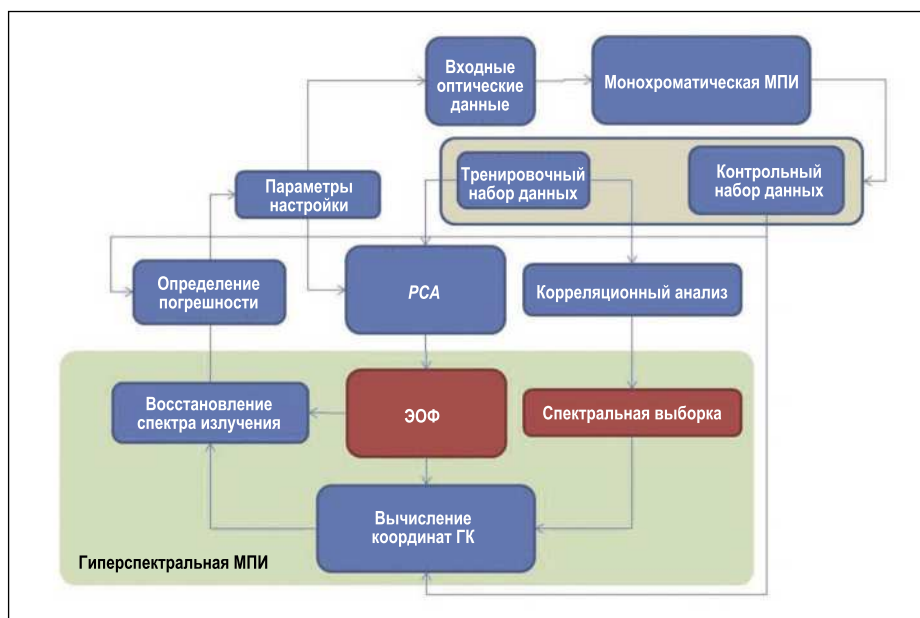 Входные
оптические
данные
Монохроматическая МПИ
Тренировочный
набор данных
Контрольный
набор данных
Параметры
настройки
Определение
погрешности
PCA
Корреляционный анализ
Восстановление
спектра излучения
ЭОФ
Спектральная выборка
Вычисление
координат ГК
Гиперспектральная МПИ